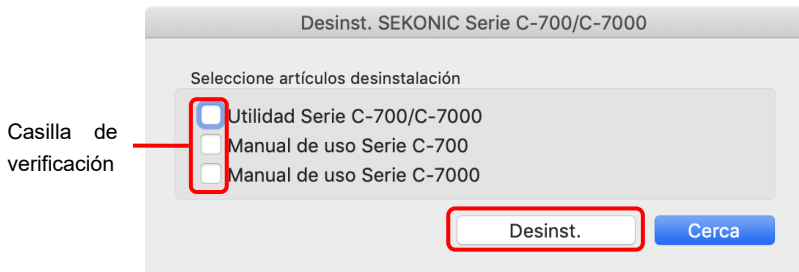 Desinst. SEKONIC Serie C-700/C-7000
Seleccione artículos desinstalación
Utilidad Serie C-700/C-7000
Manual de uso Serie C-700
Manual de uso Serie C-7000
Casilla de
verificación
Desinst.
Cerca